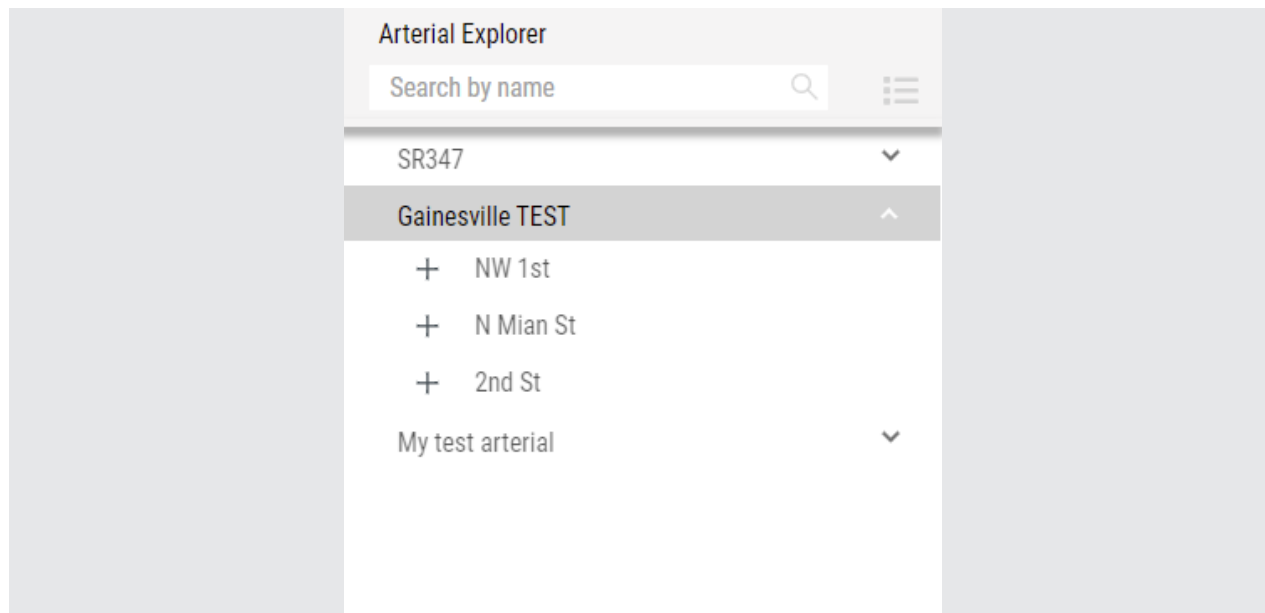 Arterial Explorer
Search by name
SR347
Gainesville TEST
NW 1st
N Mian St
2nd St
My test arterial